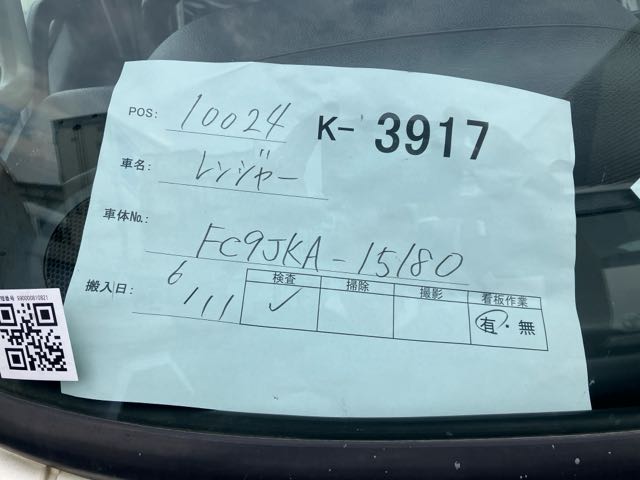 POS: 10024
K- 3917
車名: レンジャー
車体No.: FC9JKA-15180
搬入日: 6/11
検査 掃除 撮影 看板作業
✓ 有・無